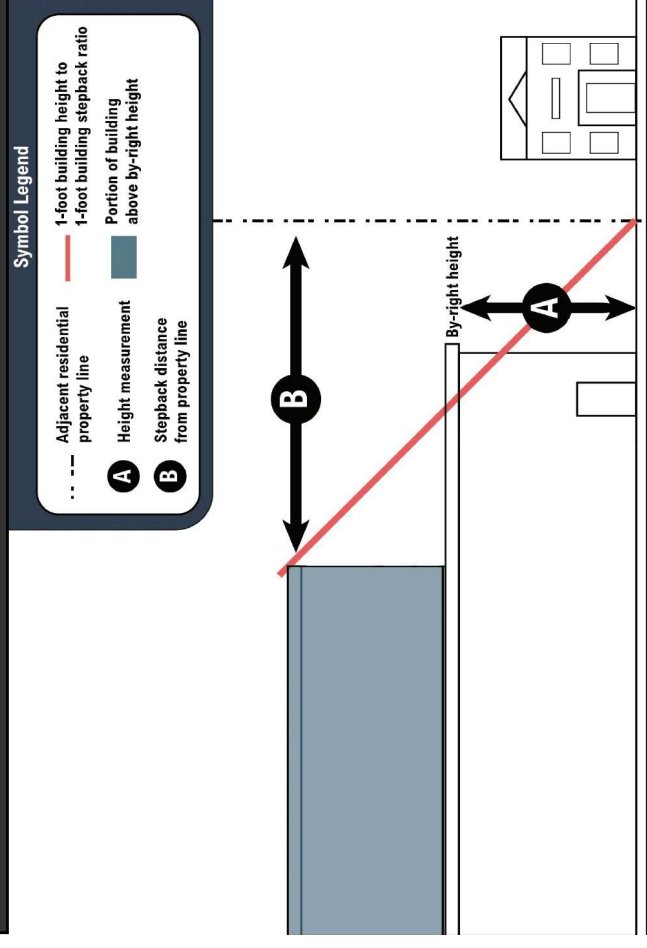 Symbol Legend
Adjacent residential
property line
A
Height measurement
B
Stepback distance
from property line
1-foot building height to
1-foot building stepback ratio
Portion of building
above by-right height
B
By-right height
A